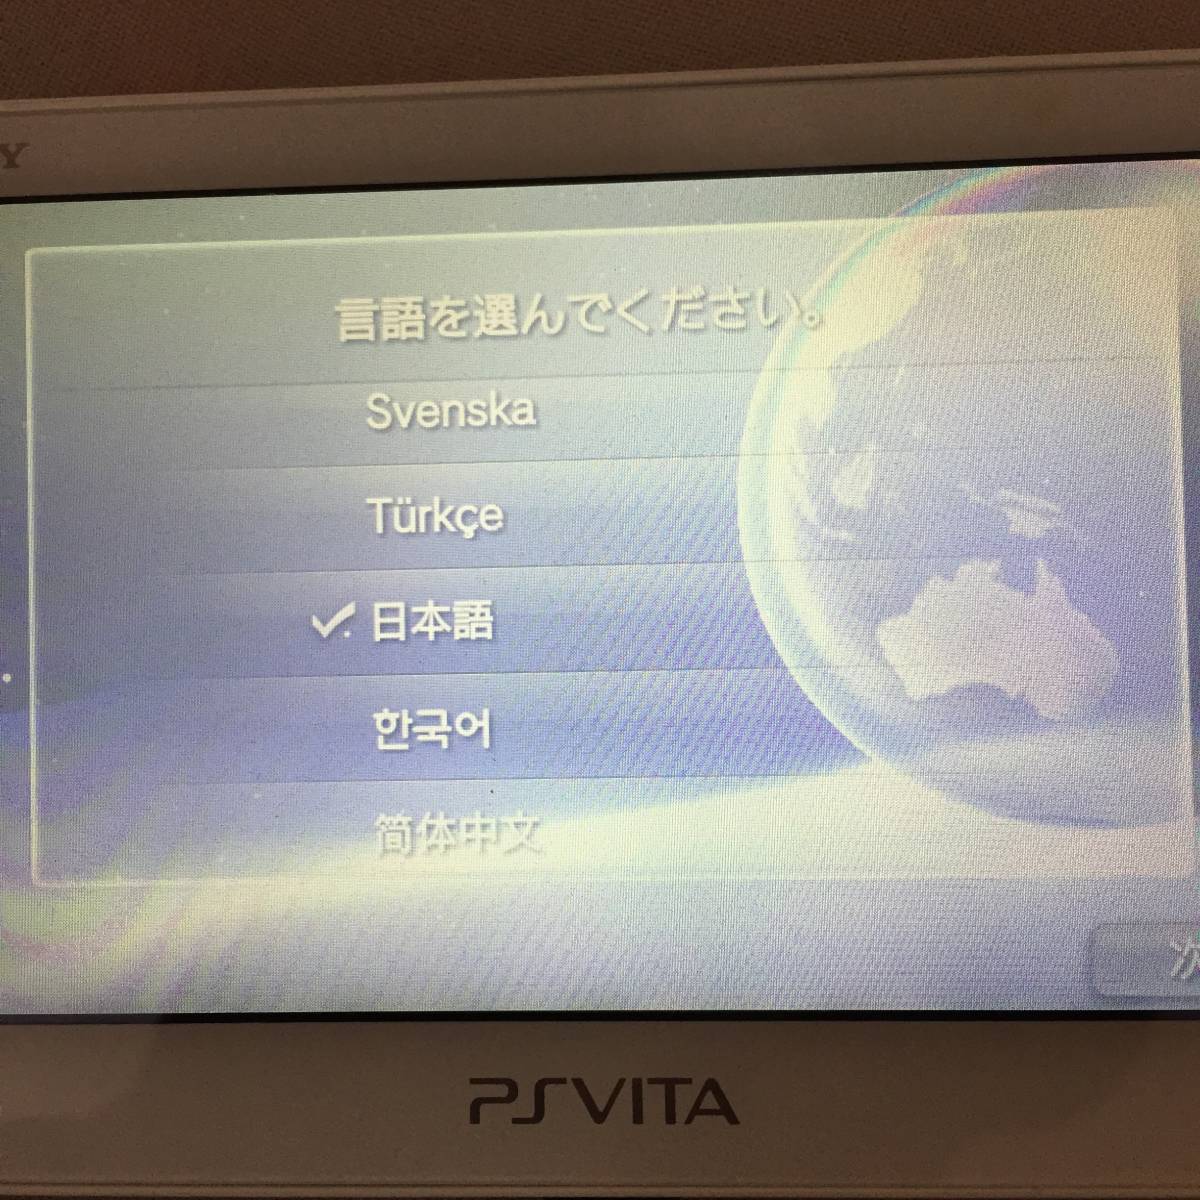 Y
言語を選んでください。
Svenska
Türkçe
日本語
한국어
简体中文
次
PSVITA